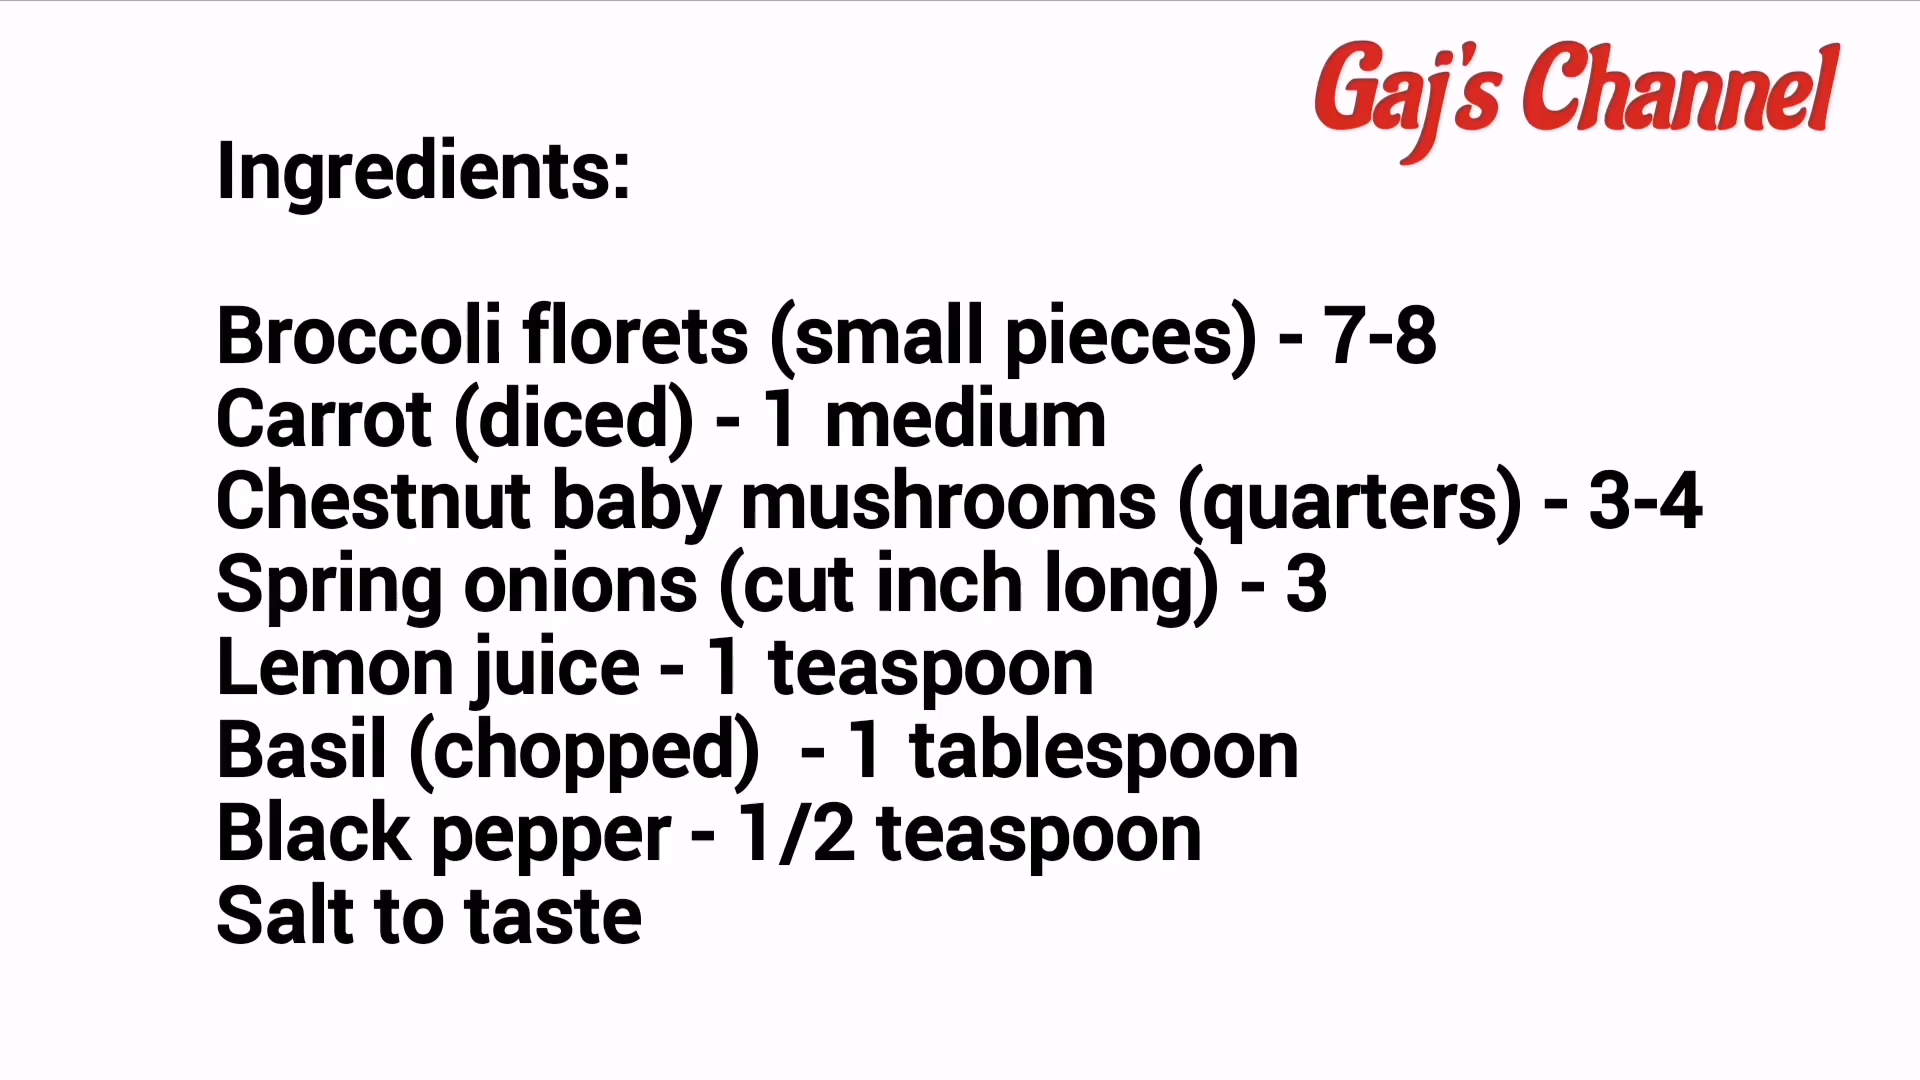 Gaj's Channel
Ingredients:
Broccoli florets (small pieces) - 7-8
Carrot (diced) - 1 medium
Chestnut baby mushrooms (quarters) - 3-4
Spring onions (cut inch long) - 3
Lemon juice - 1 teaspoon
Basil (chopped)  - 1 tablespoon
Black pepper - 1/2 teaspoon
Salt to taste